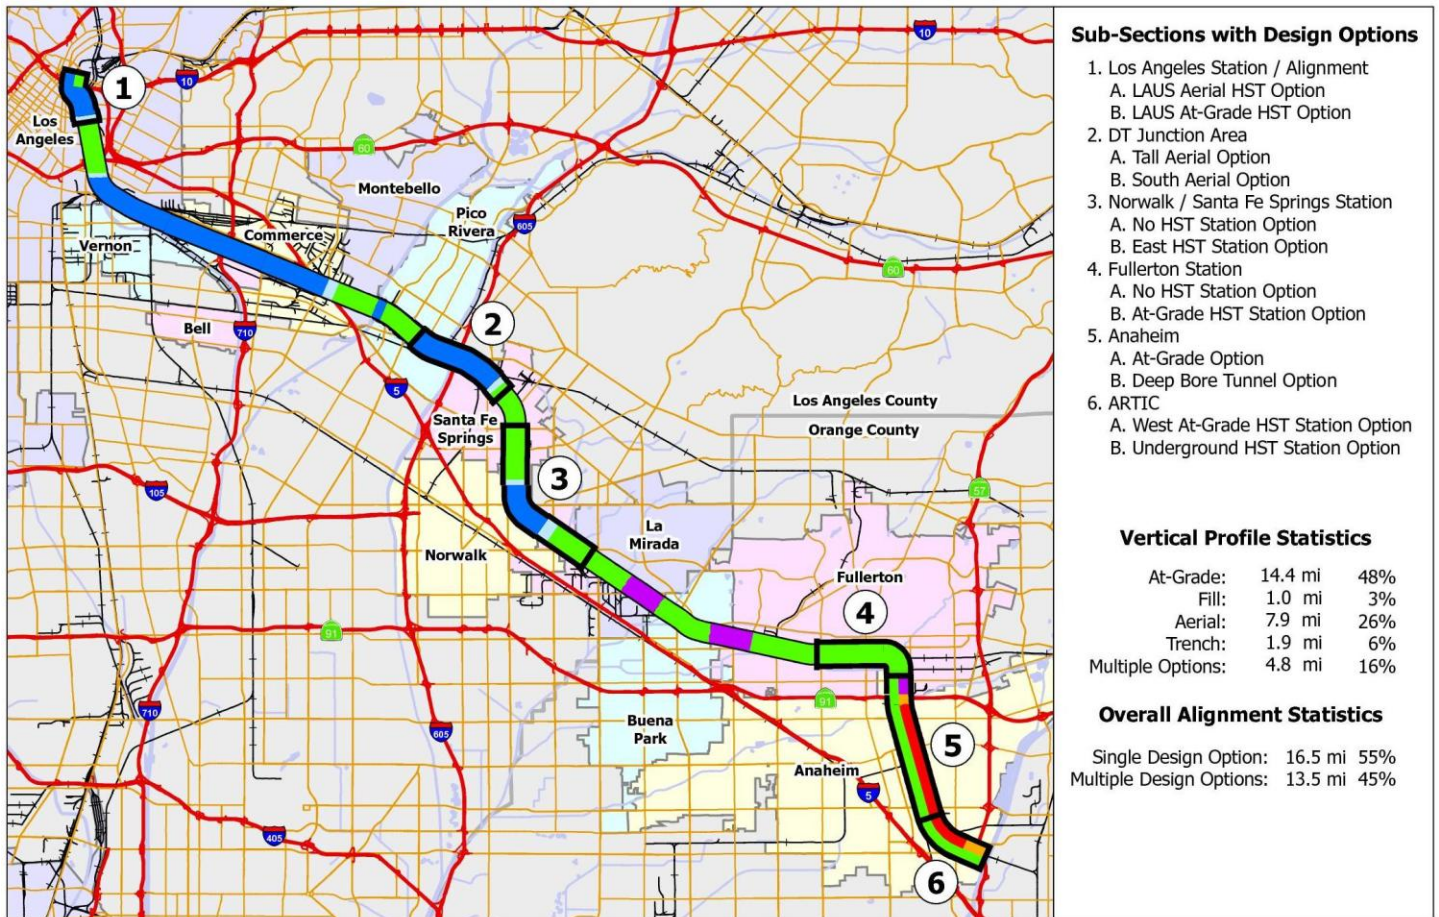 10
10
1
Los
Angeles
60
Montebello
Pico
Rivera
605
Commerce
Vernon
60
Bell
710
2
5
Los Angeles County
Orange County
Santa Fe
Springs
3
105
57
La
Mirada
Norwalk
Fullerton
4
91
91
710
605
Buena
Park
5
Anaheim
5
405
6
Sub-Sections with Design Options
1. Los Angeles Station / Alignment
A. LAUS Aerial HST Option
B. LAUS At-Grade HST Option
2. DT Junction Area
A. Tall Aerial Option
B. South Aerial Option
3. Norwalk / Santa Fe Springs Station
A. No HST Station Option
B. East HST Station Option
4. Fullerton Station
A. No HST Station Option
B. At-Grade HST Station Option
5. Anaheim
A. At-Grade Option
B. Deep Bore Tunnel Option
6. ARTIC
A. West At-Grade HST Station Option
B. Underground HST Station Option
Vertical Profile Statistics
At-Grade: 14.4 mi 48%
Fill: 1.0 mi 3%
Aerial: 7.9 mi 26%
Trench: 1.9 mi 6%
Multiple Options: 4.8 mi 16%
Overall Alignment Statistics
Single Design Option: 16.5 mi 55%
Multiple Design Options: 13.5 mi 45%